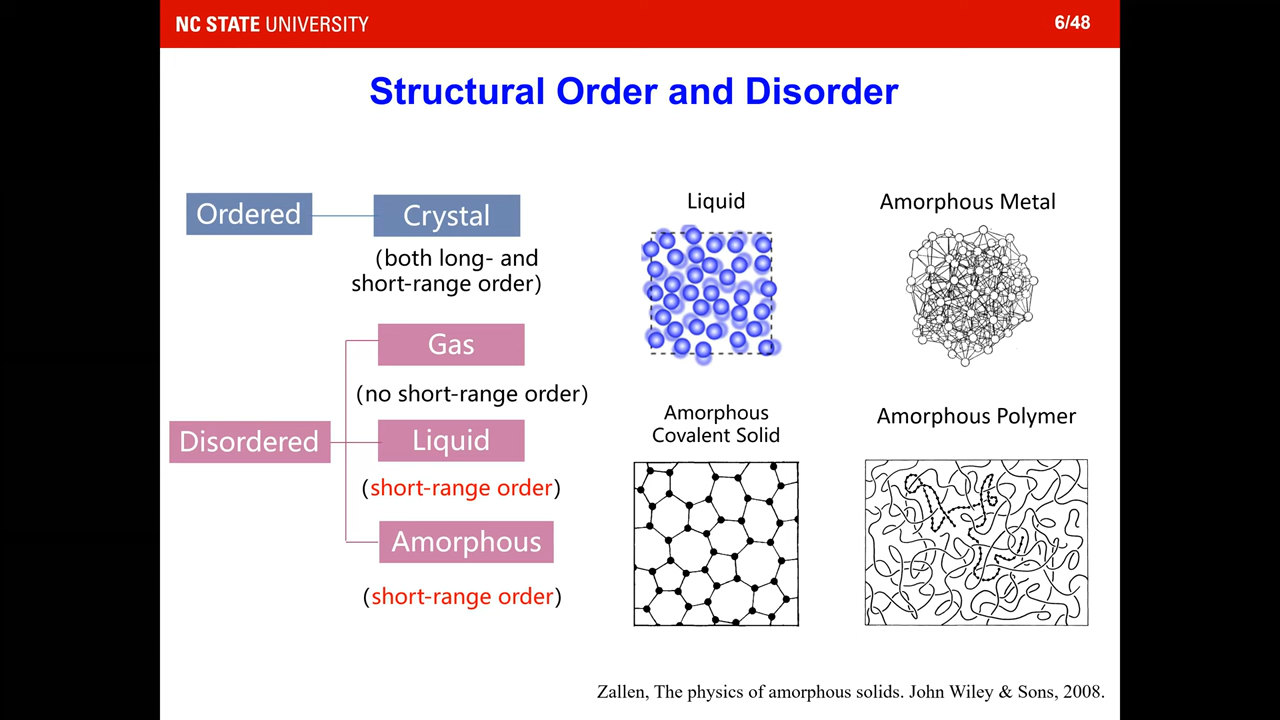 NC STATE UNIVERSITY
6/48
Structural Order and Disorder
Ordered
Crystal
(both long- and
short-range order)
Gas
(no short-range order)
Disordered
Liquid
(short-range order)
Amorphous
(short-range order)
Liquid
Amorphous Metal
Amorphous
Covalent Solid
Amorphous Polymer
Zallen, The physics of amorphous solids. John Wiley & Sons, 2008.